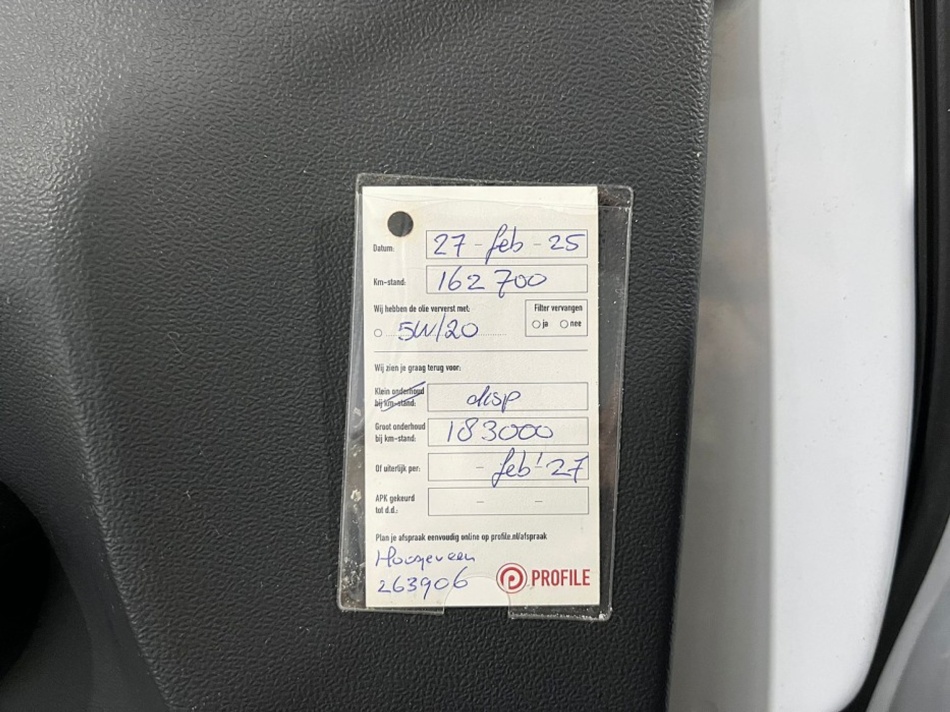 Datum: 27 - feb - 25
Km-stand: 162700
Wij hebben de olie ververst met: Filter vervangen
5W/20 ja nee
Wij zien je graag terug voor:
Klein onderhoud
bij km-stand: disp
Groot onderhoud
bij km-stand: 183000
Of uiterlijk per: - feb' - 27
APK gekeurd
tot d.d.: - -
Plan je afspraak eenvoudig online op profile.nl/afspraak
Hoogeveen
263906 PROFILE